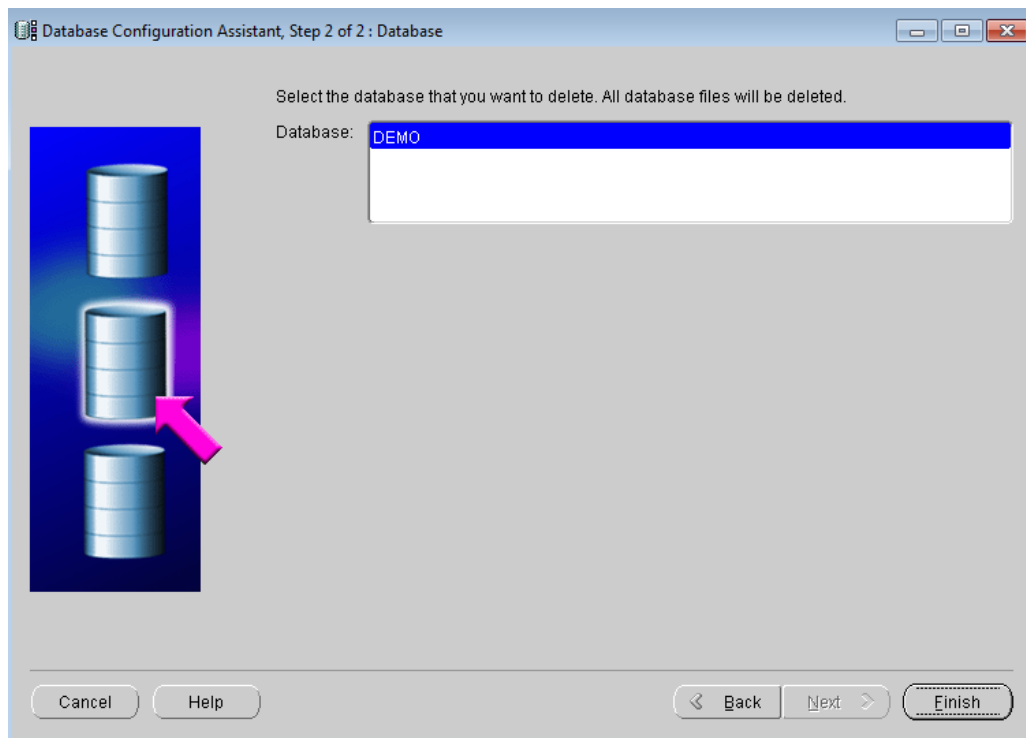 Database Configuration Assistant, Step 2 of 2 : Database
Select the database that you want to delete. All database files will be deleted.
Database:
DEMO
Cancel
Help
Back
Next
Finish